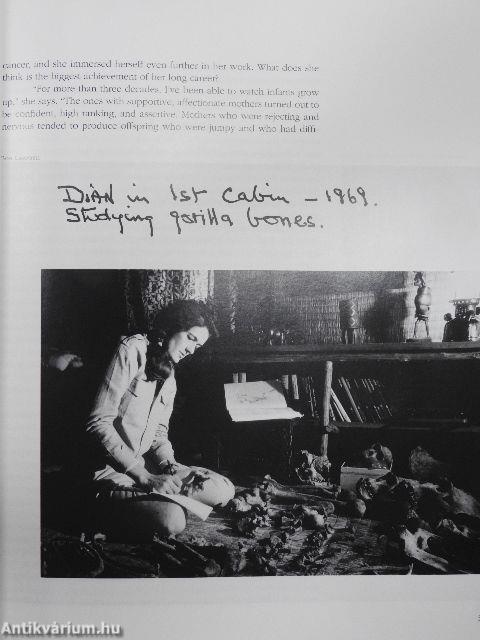 cancer, and she immersed herself even further in her work. What does she
think is the biggest achievement of her long career?
"For more than three decades, I've been able to watch infants grow
up," she says. "The ones with supportive, affectionate mothers turned out to
be confident, high ranking, and assertive. Mothers who were rejecting and
nervous tended to produce offspring who were jumpy and who had diffi-
DiAN in 1st Cabin – 1969.
Studying gorilla bones.
Antikvárium.hu